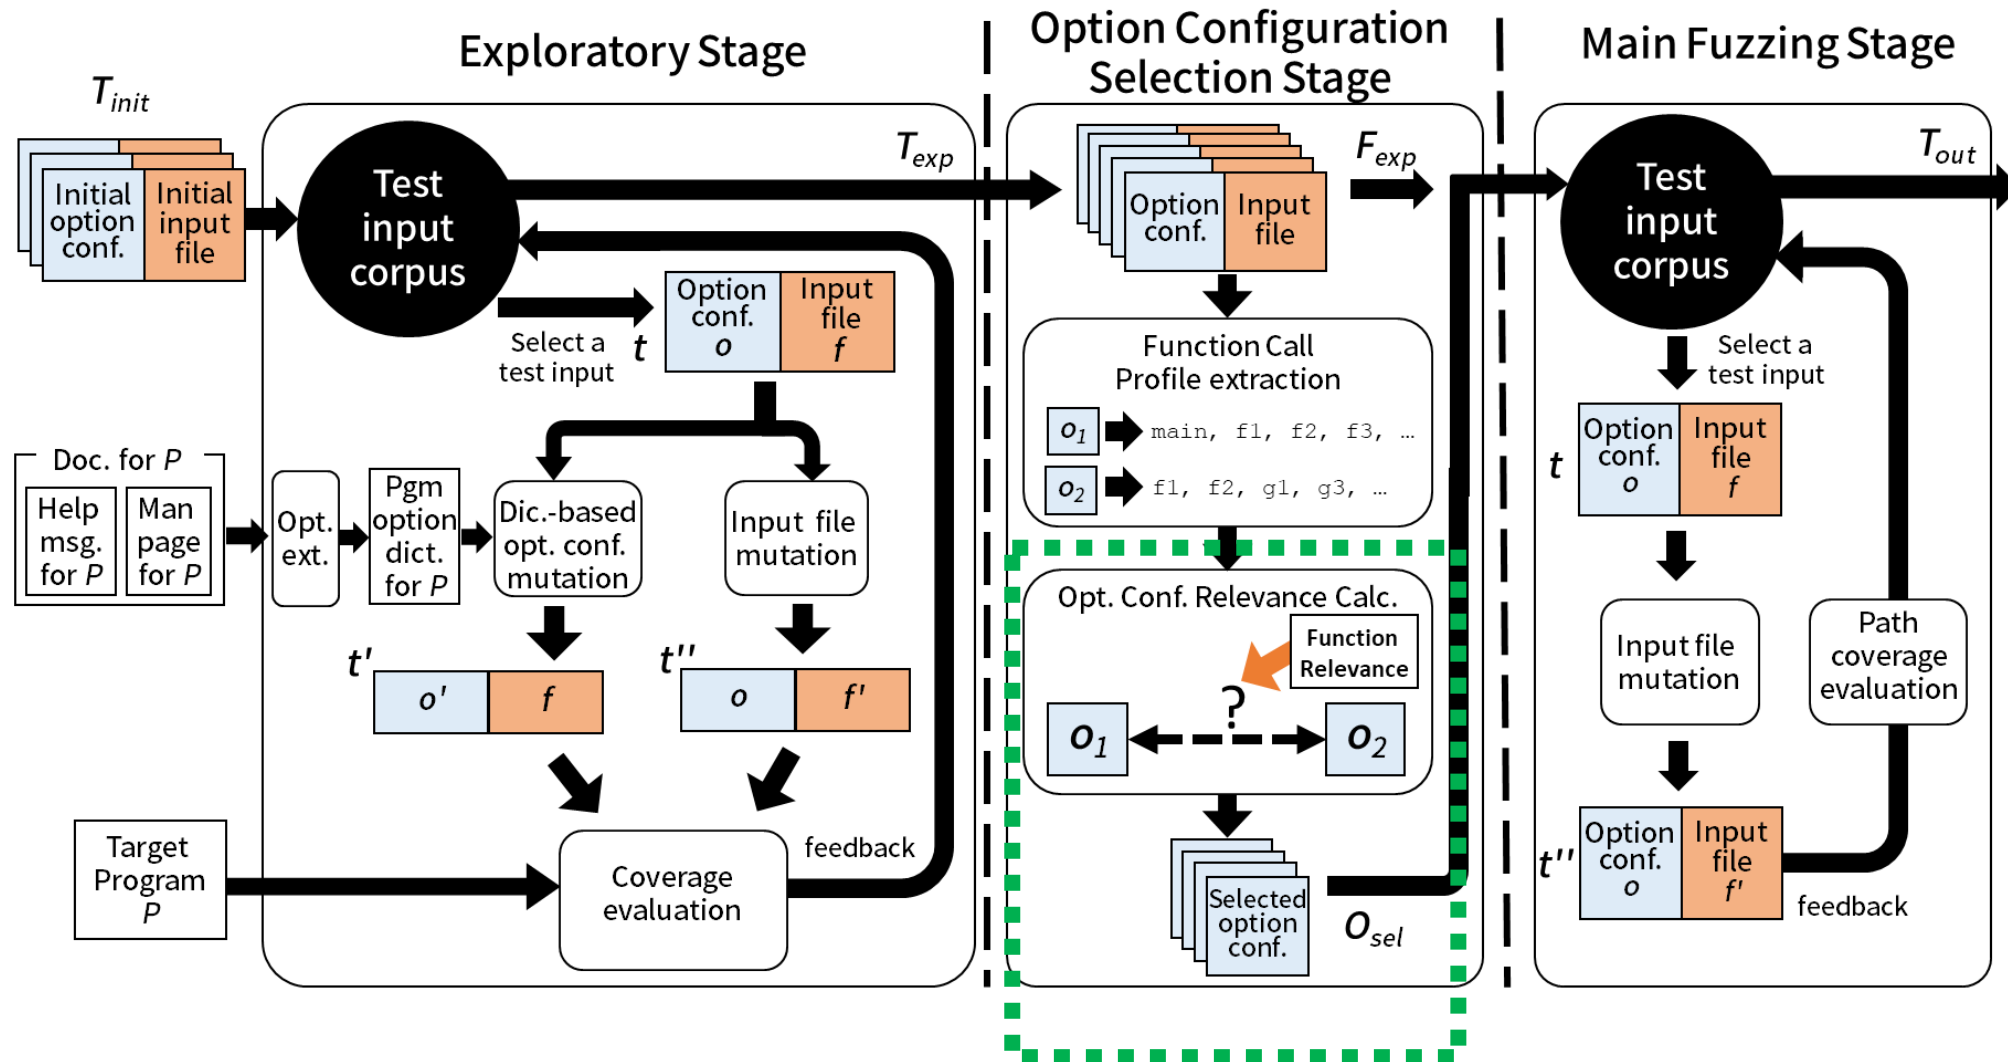 Exploratory Stage
Option Configuration
Selection Stage
Main Fuzzing Stage
T_init
Initial
option
conf.
Initial
input
file
Test
input
corpus
T_exp
Select a
test input
t
Option
conf.
o
Input
file
f
Doc. for P
Help
msg.
for P
Man
page
for P
Opt.
ext.
Pgm
option
dict.
for P
Dic.-based
opt. conf.
mutation
Input file
mutation
t'
o'
f
t''
o
f'
Target
Program
P
Coverage
evaluation
feedback
Option
conf.
Input
file
F_exp
Function Call
Profile extraction
o_1
main, f1, f2, f3, …
o_2
f1, f2, g1, g3, …
Opt. Conf. Relevance Calc.
Function
Relevance
?
o_1
o_2
Selected
option
conf.
O_sel
Test
input
corpus
T_out
Select a
test input
t
Option
conf.
o
Input
file
f
Input file
mutation
Path
coverage
evaluation
t''
Option
conf.
o
Input
file
f'
feedback